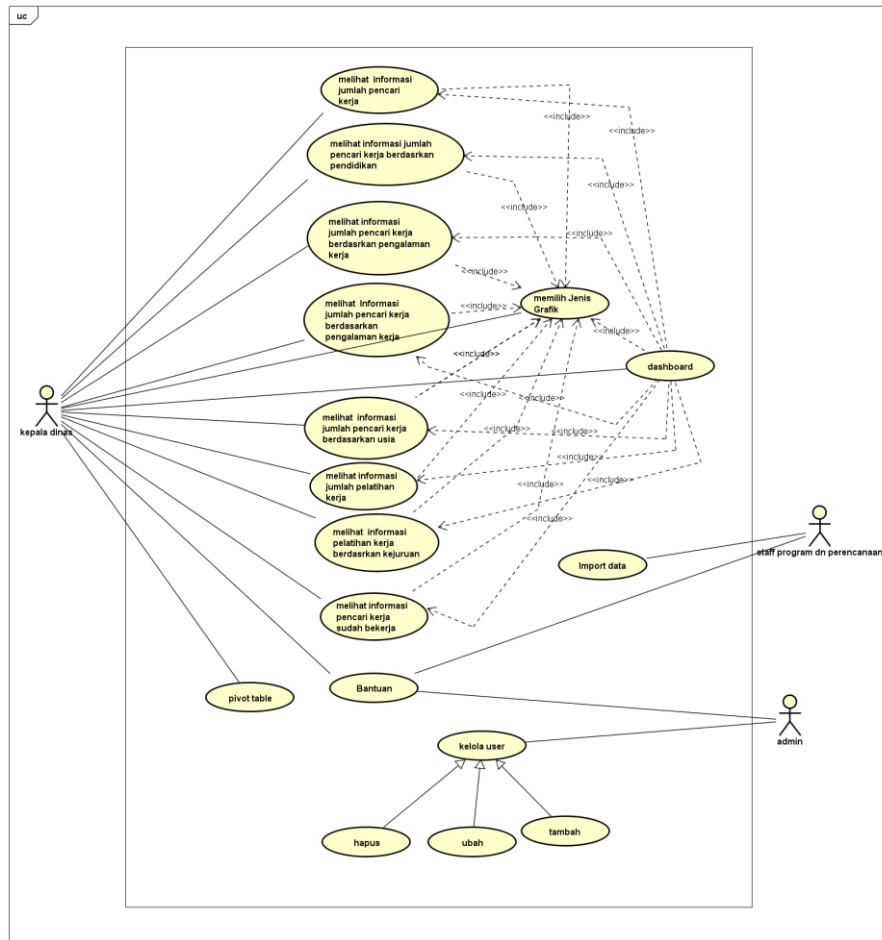 uc
melihat informasi
jumlah pencari
kerja
<<include>>
<<include>>
melihat informasi jumlah
pencari kerja berdasrkan
pendidikan
<<include>>
<<include>>
melihat informasi
jumlah pencari kerja
berdasrkan pengalaman
kerja
<<include>>
<<include>>
memilih Jenis
Grafik
melihat Informasi
jumlah pencari kerja
berdasarkan
pengalaman kerja
<<include>>
<<include>>
<<include>>
<<include>>
dashboard
kepala dinas
<<include>>
melihat informasi
jumlah pencari kerja
berdasarkan usia
<<include>>
<<include>>
melihat informasi
jumlah pelatihan
kerja
<<include>>
<<include>>
melihat informasi
pelatihan kerja
berdasrkan kejuruan
<<include>>
staff program dn perencanaan
Import data
melihat informasi
pencari kerja
sudah bekerja
pivot table
Bantuan
admin
kelola user
hapus
ubah
tambah